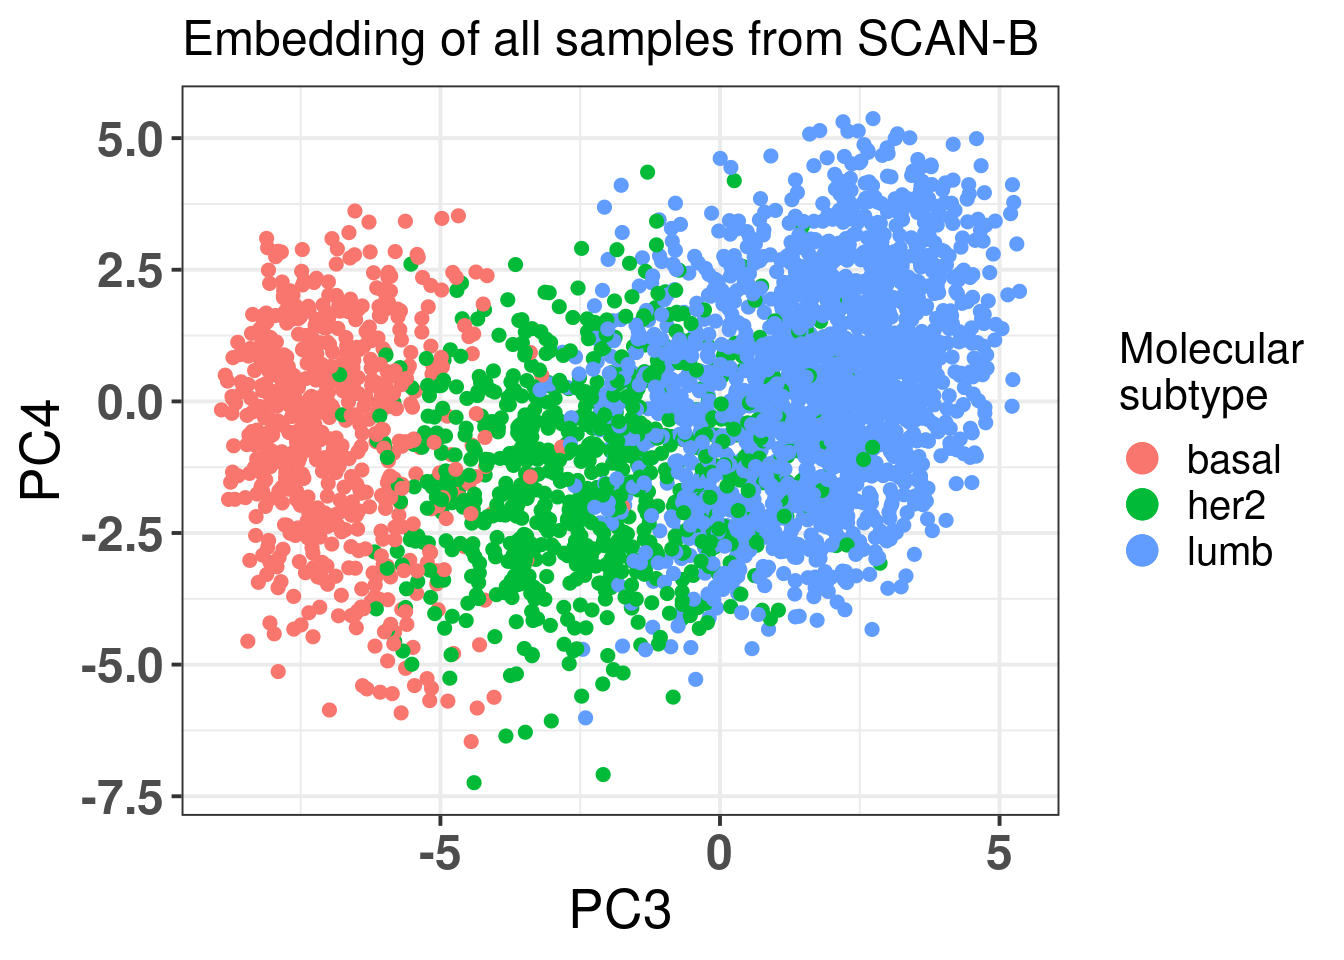 Embedding of all samples from SCAN-B
5.0
2.5
0.0
-2.5
-5.0
-7.5
PC4
-5
0
5
PC3
Molecular
subtype
basal
her2
lumb